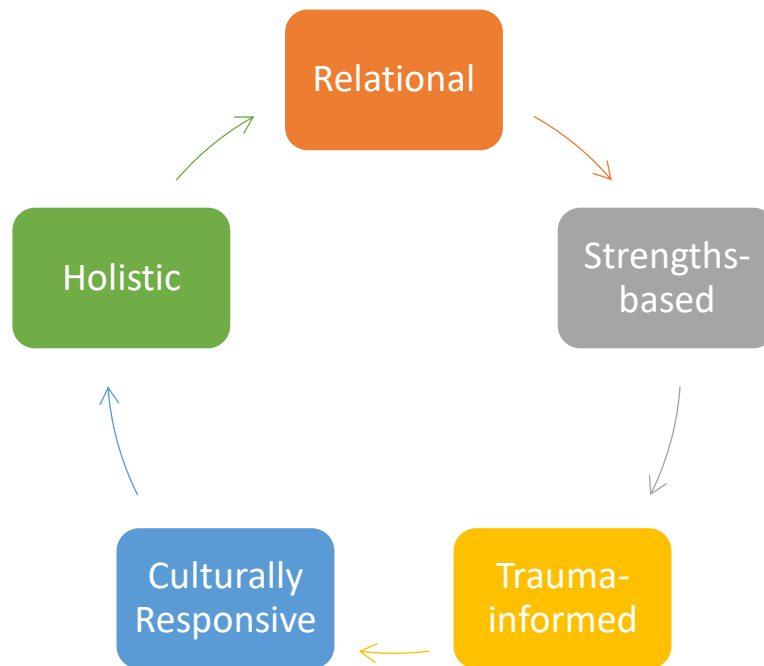 Relational
Strengths-
based
Trauma-
informed
Culturally
Responsive
Holistic